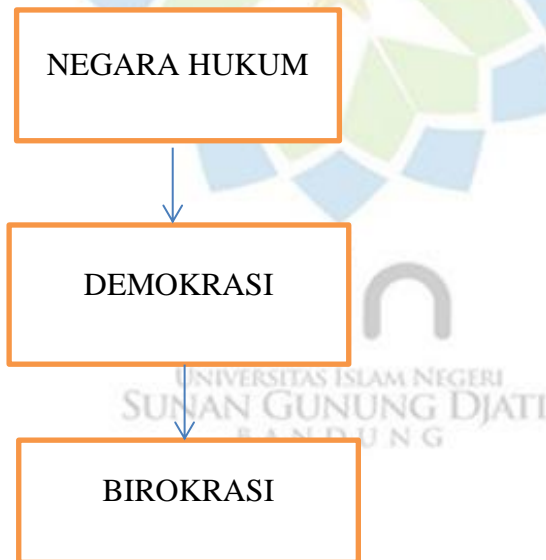 NEGARA HUKUM
DEMOKRASI
UNIVERSITAS ISLAM NEGERI
SUNAN GUNUNG DJATI
BANDUNG
BIROKRASI